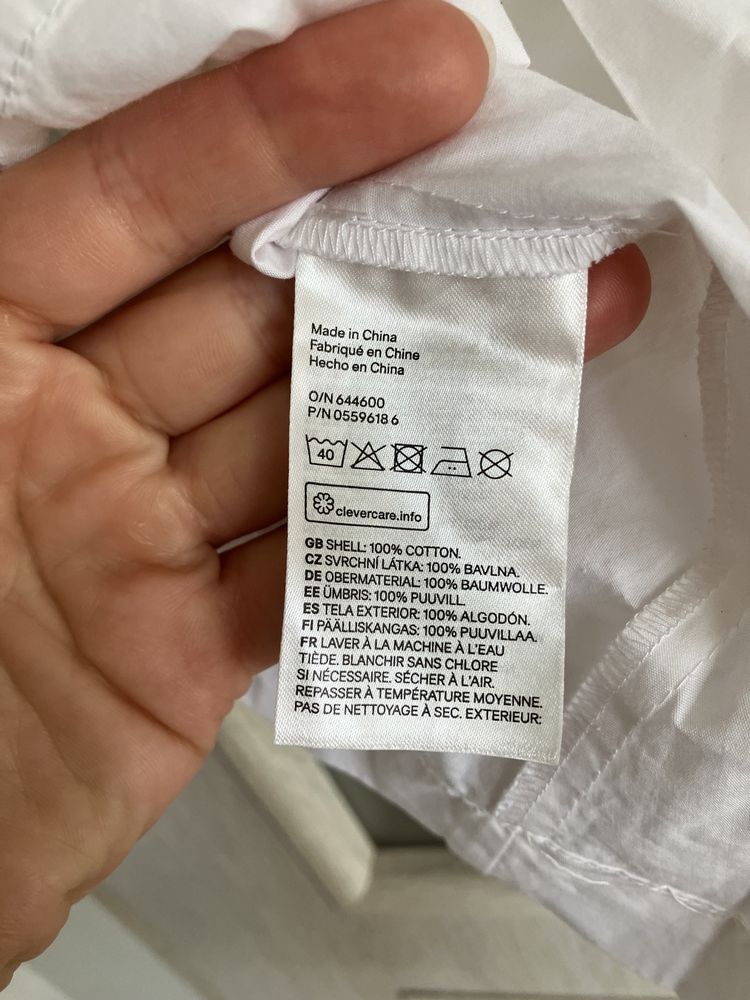 Made in China
Fabriqué en Chine
Hecho en China
O/N 644600
P/N 0559618 6
40
clevercare.info
GB SHELL: 100% COTTON.
CZ SVRCHNÍ LÁTKA: 100% BAVLNA.
DE OBERMATERIAL: 100% BAUMWOLLE.
EE ÜMBRIS: 100% PUUVILL.
ES TELA EXTERIOR: 100% ALGODÓN.
FI PÄÄLLISKANGAS: 100% PUUVILLAA.
FR LAVER À LA MACHINE À L'EAU
TIÈDE. BLANCHIR SANS CHLORE
SI NÉCESSAIRE. SÉCHER À L'AIR.
REPASSER À TEMPÉRATURE MOYENNE.
PAS DE NETTOYAGE À SEC. EXTERIEUR: